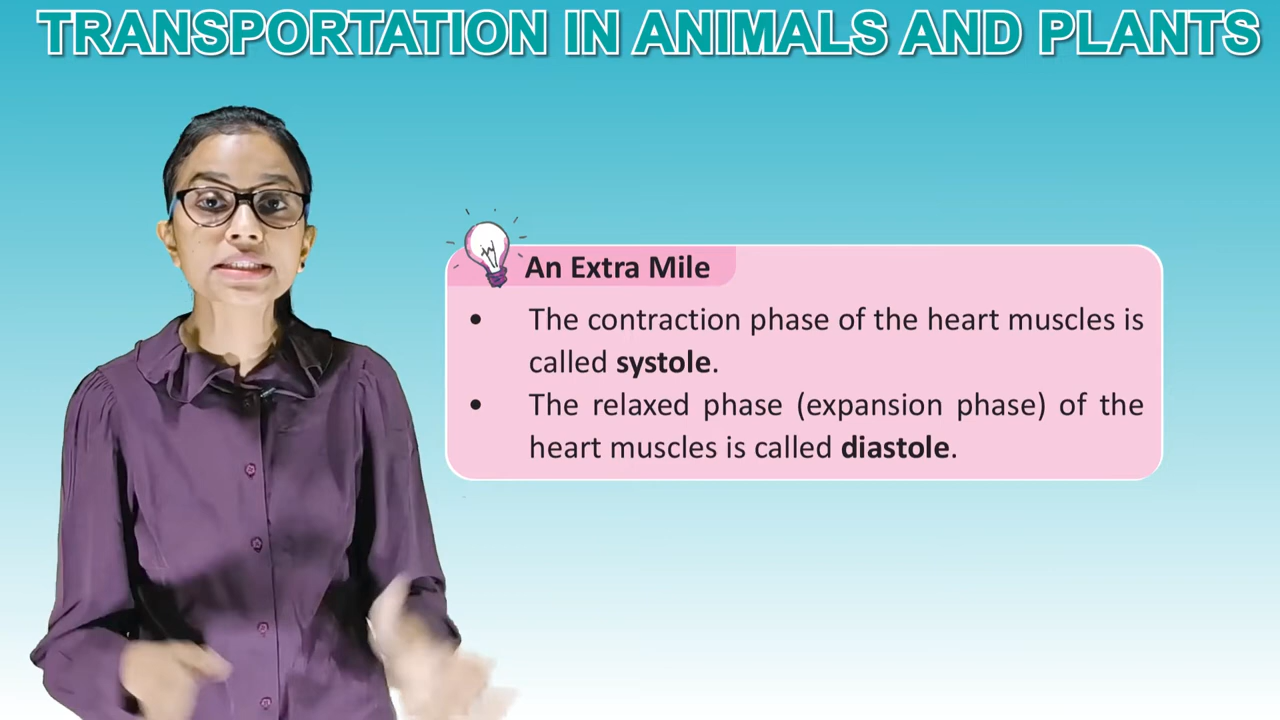 TRANSPORTATION IN ANIMALS AND PLANTS
An Extra Mile
• The contraction phase of the heart muscles is
called systole.
• The relaxed phase (expansion phase) of the
heart muscles is called diastole.